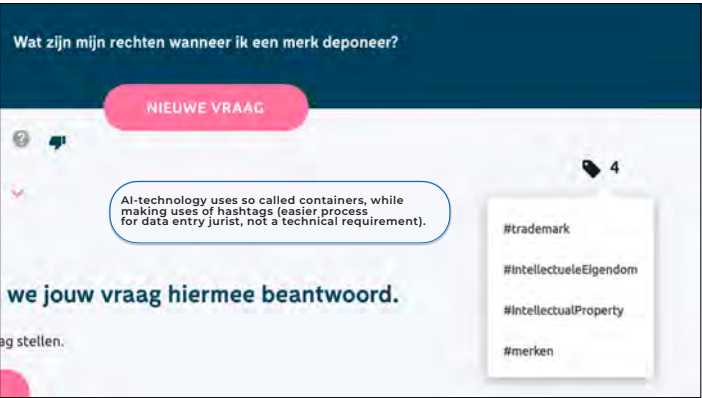 Wat zijn mijn rechten wanneer ik een merk deponeer?
NIEUWE VRAAG
4
AI-technology uses so called containers, while
making uses of hashtags (easier process
for data entry jurist, not a technical requirement).
#trademark
#IntellectueleEigendom
#IntellectualProperty
#merken
we jouw vraag hiermee beantwoord.
ag stellen.